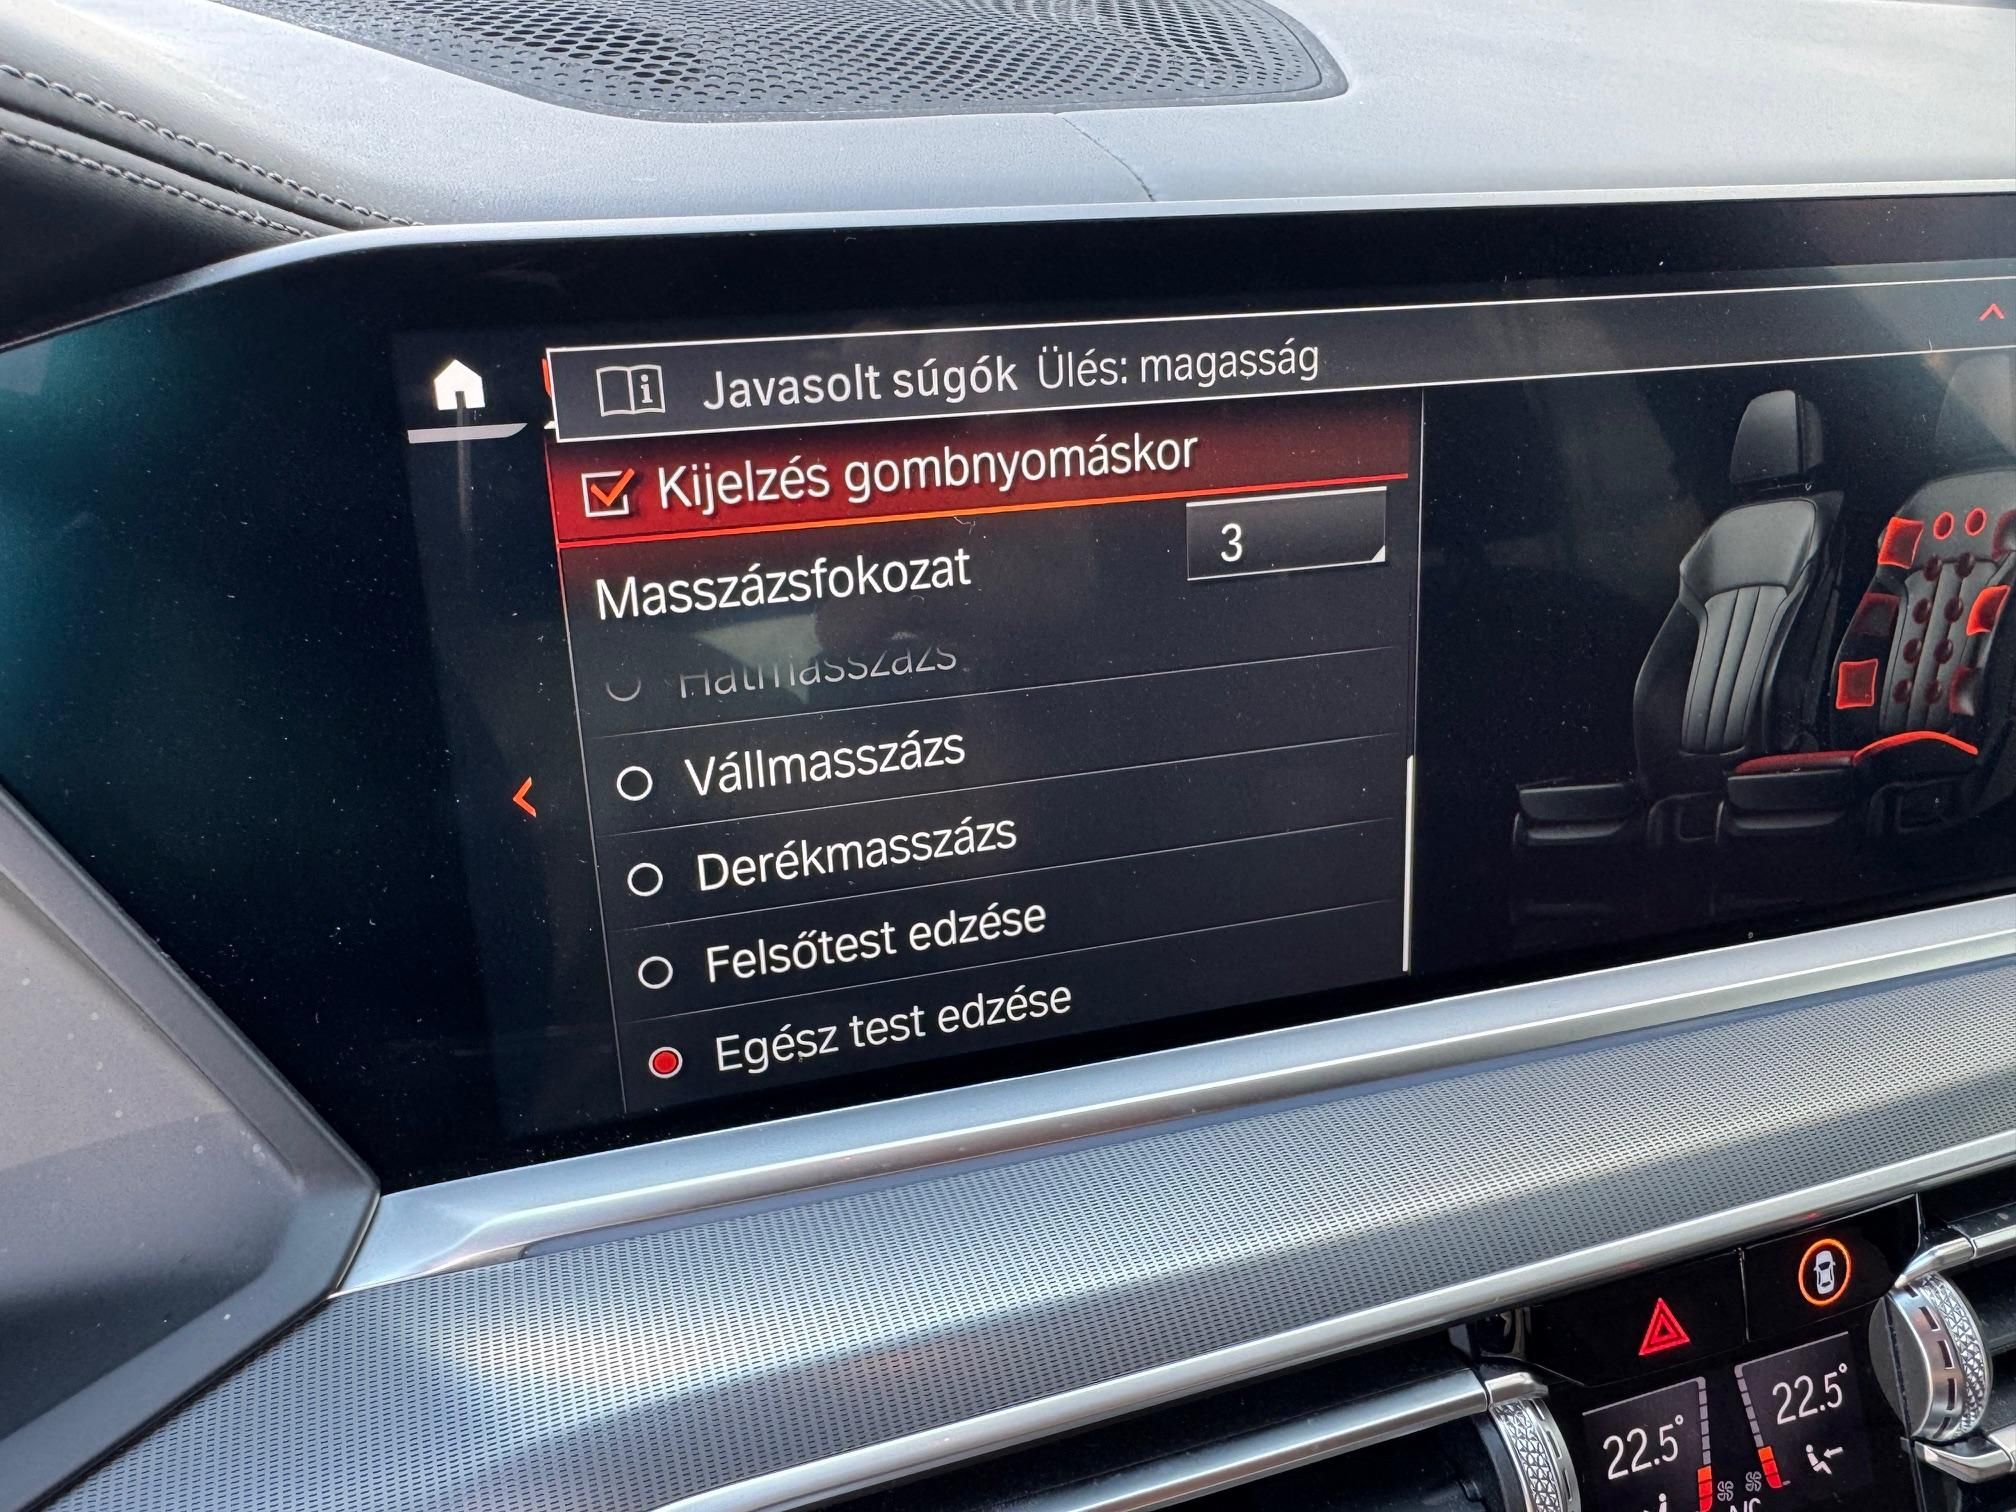 Javasolt súgók Ülés: magasság
Kijelzés gombnyomáskor
Masszázsfokozat 3
Hátmasszázs
Vállmasszázs
Derékmasszázs
Felsőtest edzése
Egész test edzése
22.5°
22.5°